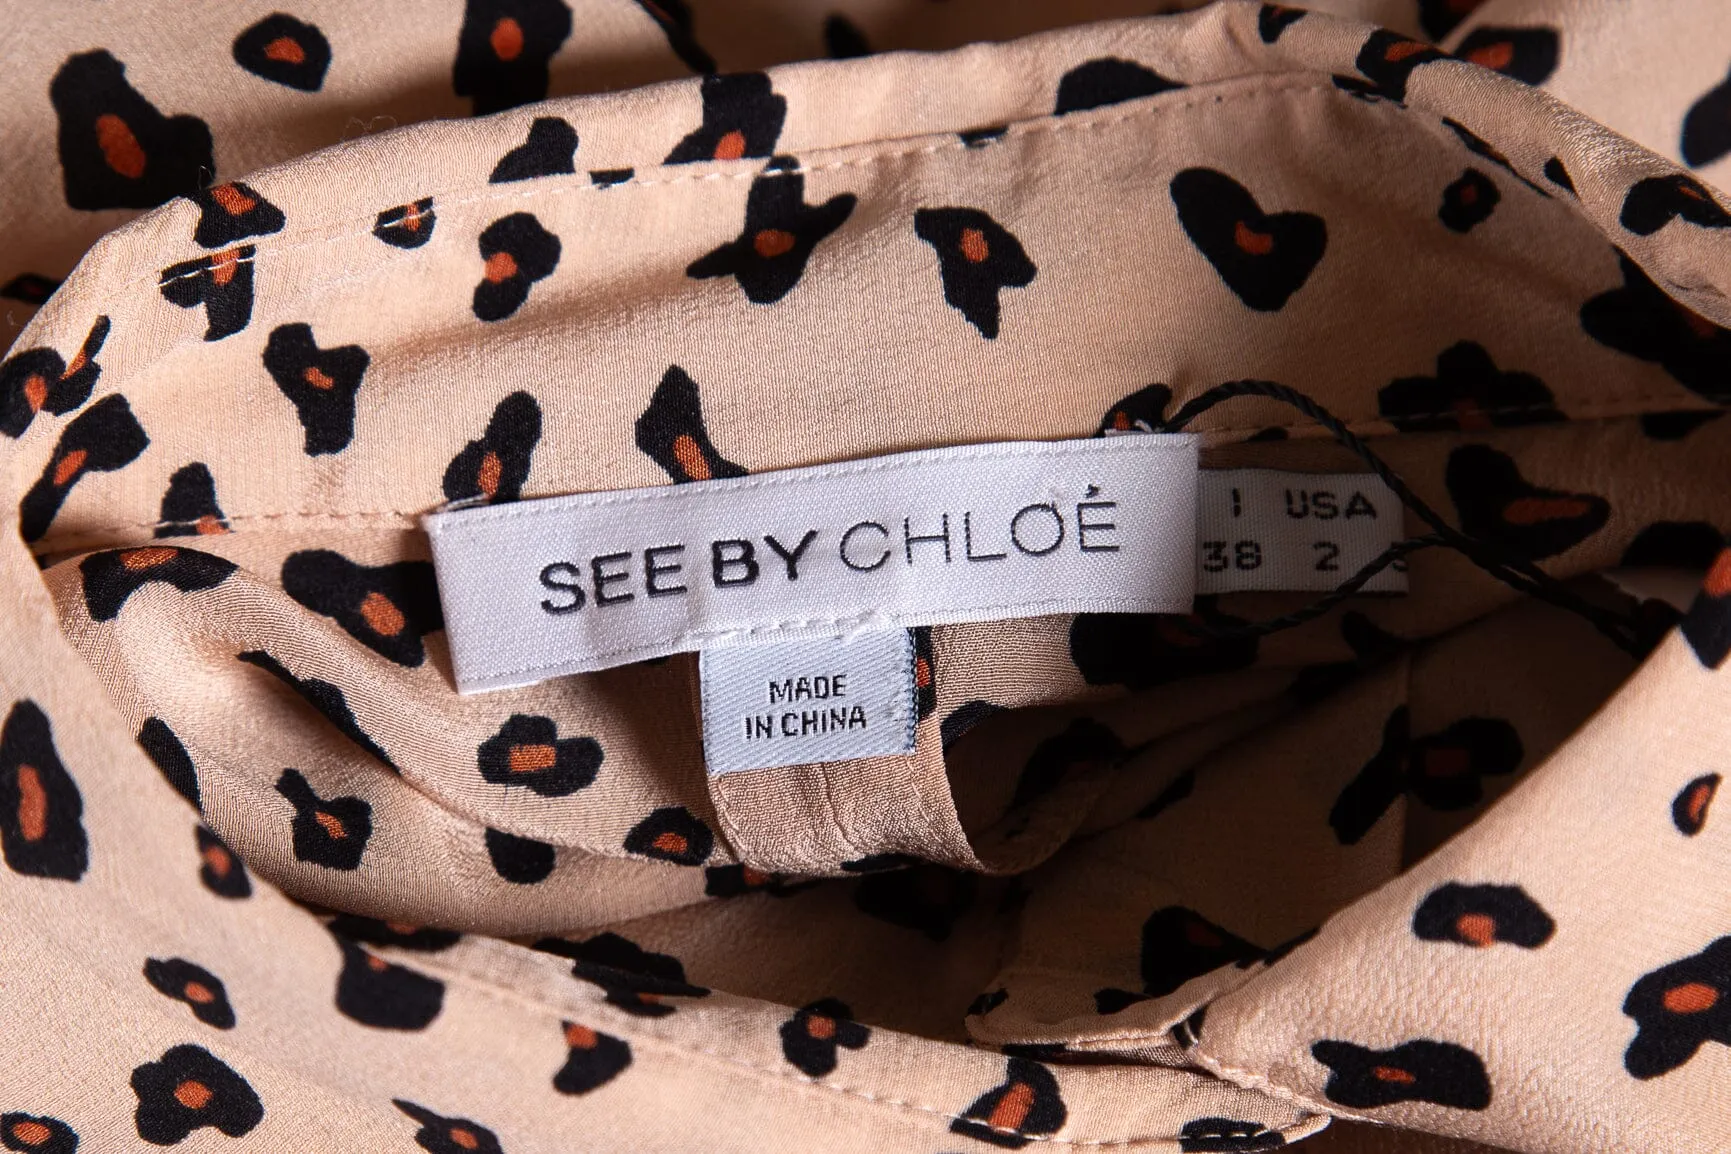 SEE BY CHLOÉ
I USA
38 2
MADE
IN CHINA